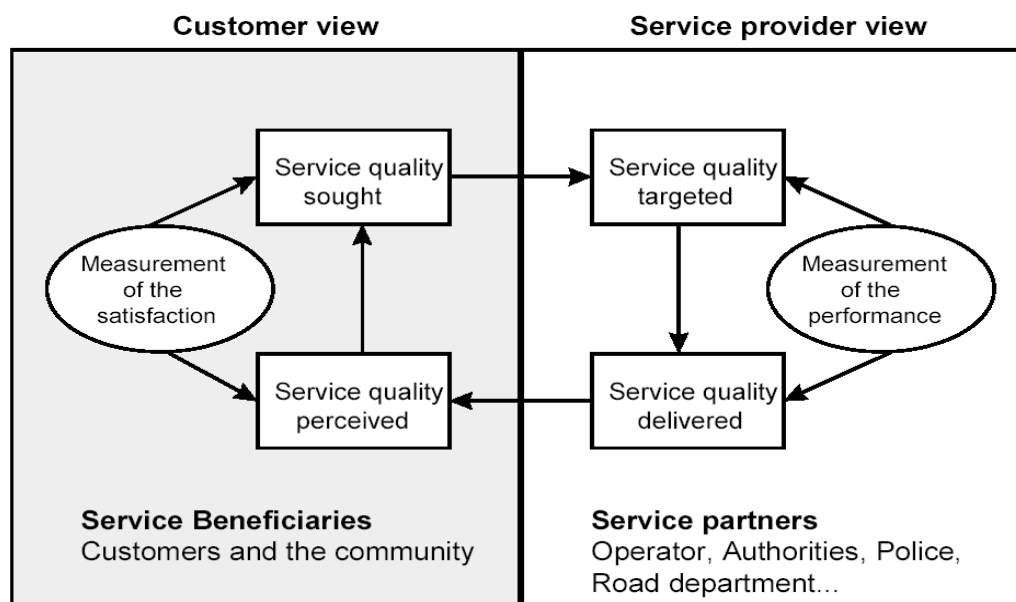 Customer view
Service provider view
Service quality
sought
Service quality
targeted
Measurement
of the
satisfaction
Measurement
of the
performance
Service quality
perceived
Service quality
delivered
Service Beneficiaries
Customers and the community
Service partners
Operator, Authorities, Police,
Road department...